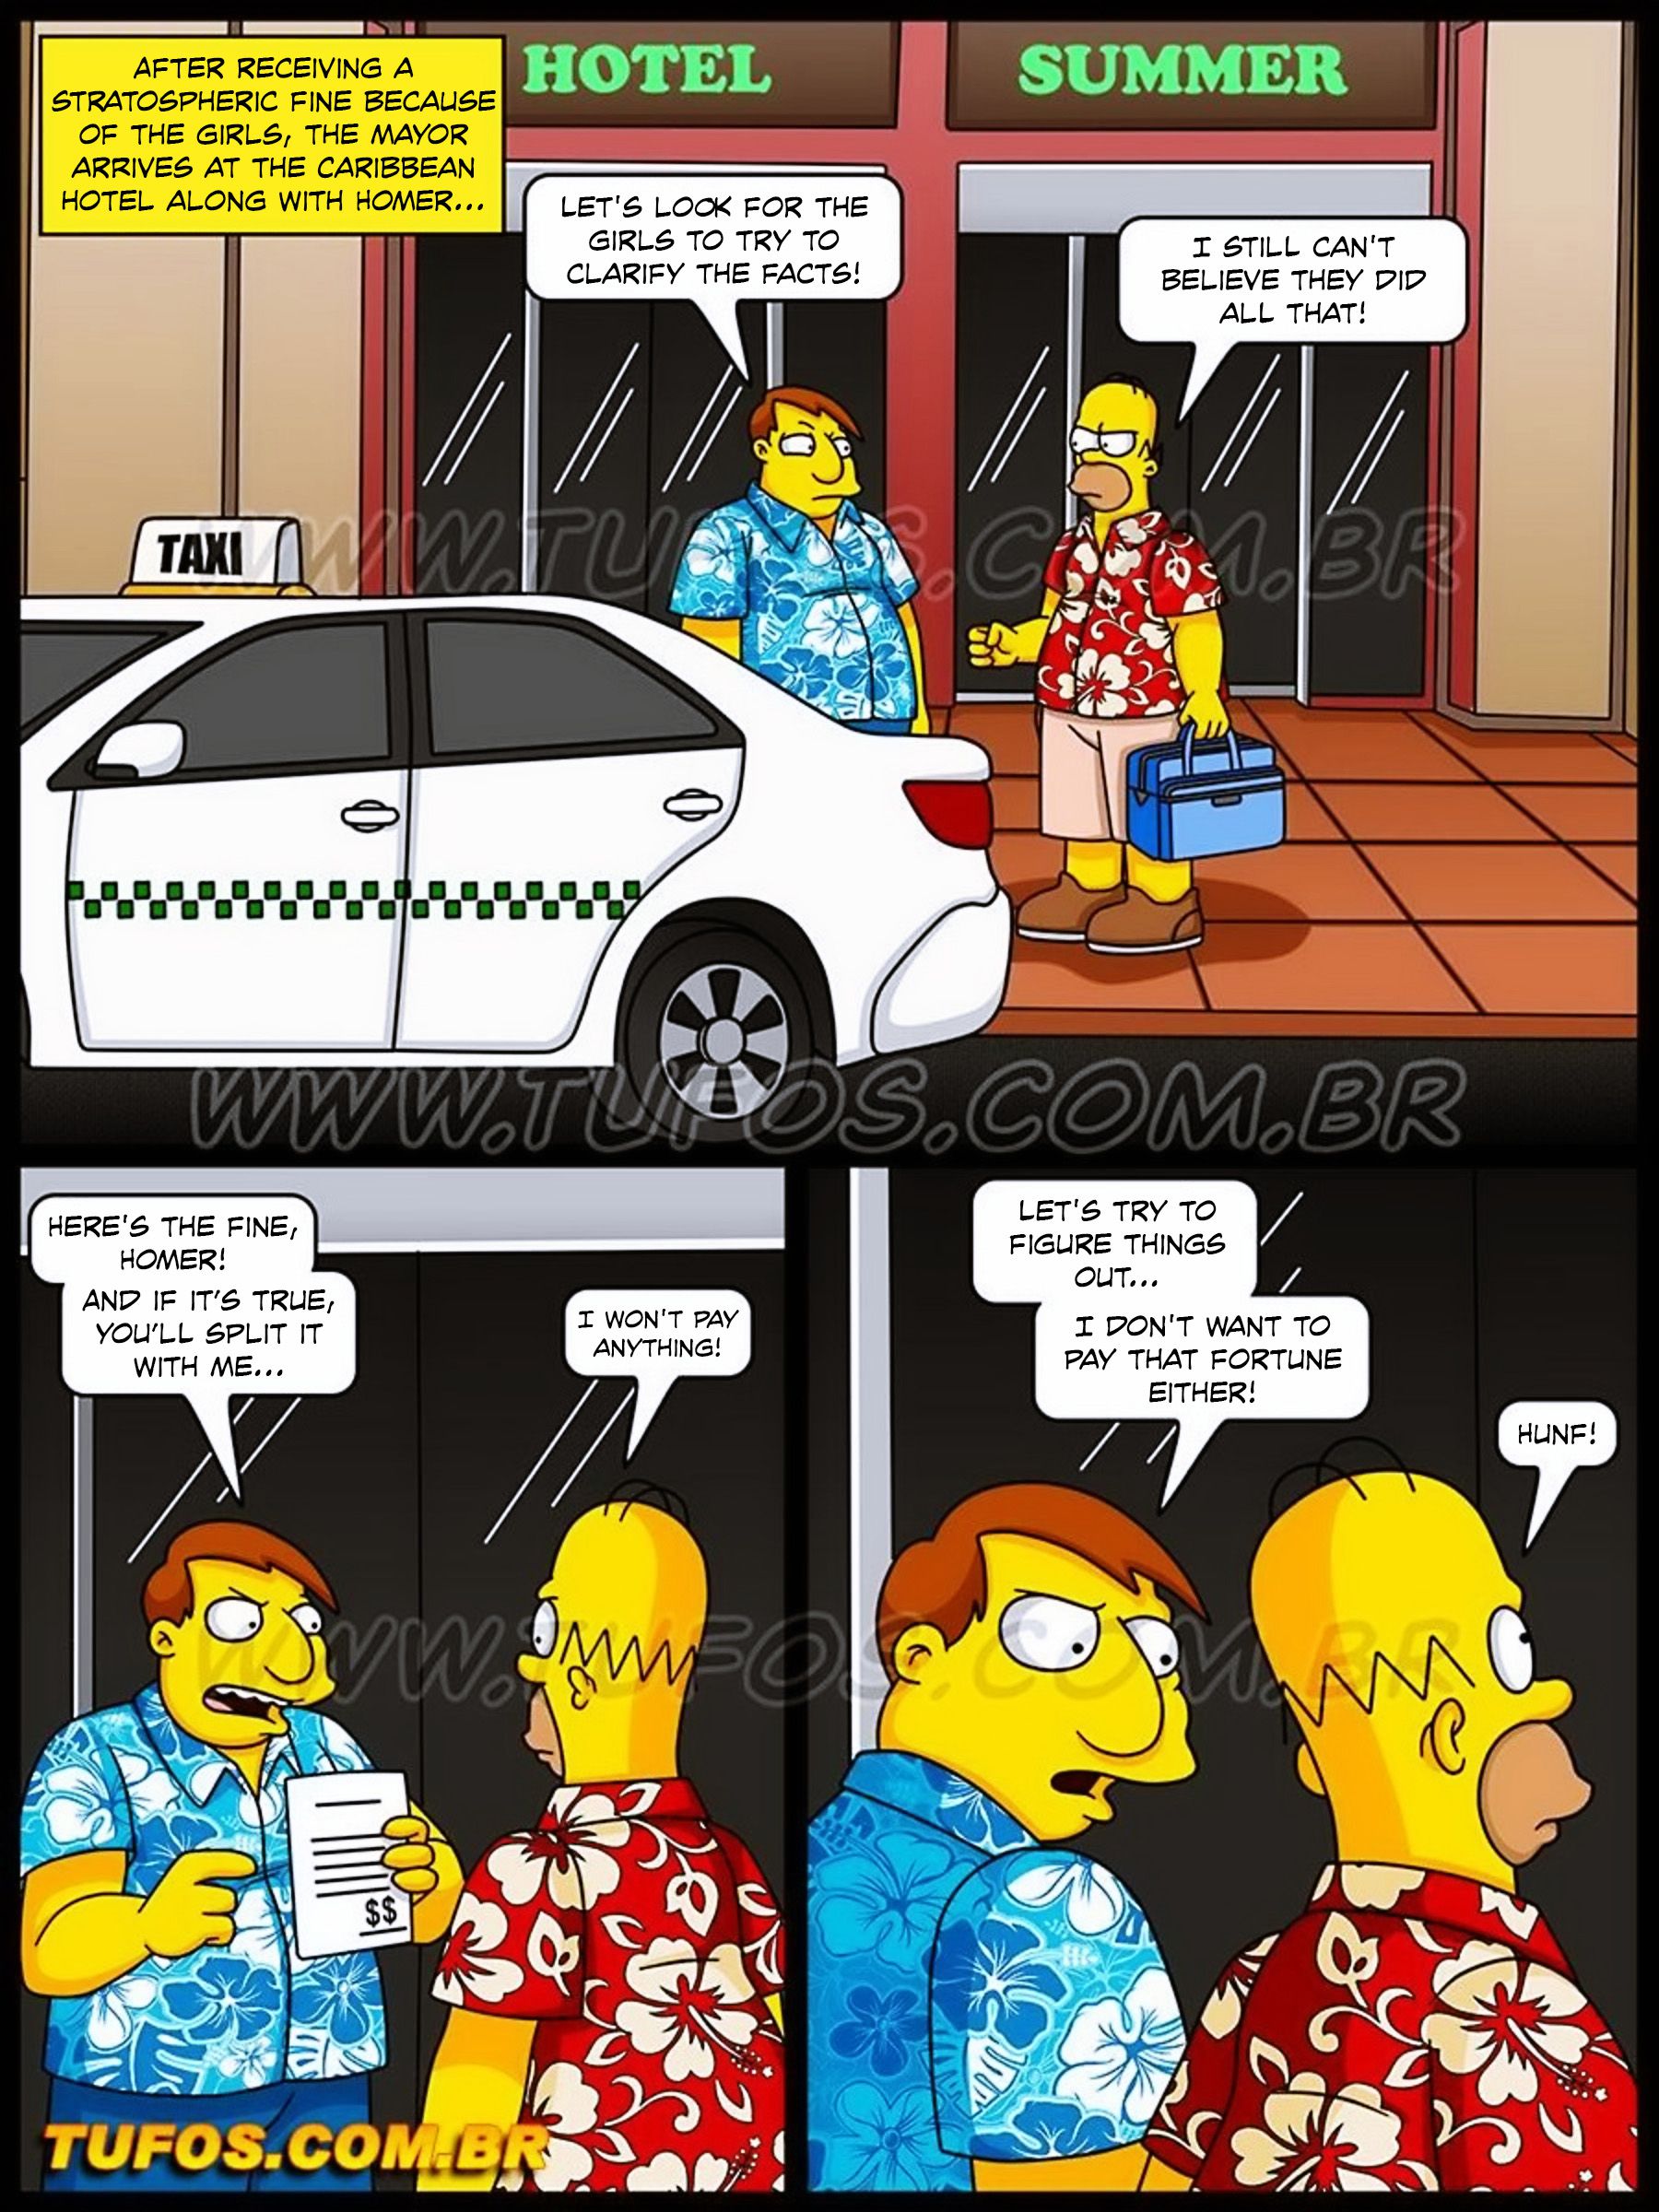 AFTER RECEIVING A
STRATOSPHERIC FINE BECAUSE
OF THE GIRLS, THE MAYOR
ARRIVES AT THE CARIBBEAN
HOTEL ALONG WITH HOMER...
HOTEL
SUMMER
LET'S LOOK FOR THE
GIRLS TO TRY TO
CLARIFY THE FACTS!
I STILL CAN'T
BELIEVE THEY DID
ALL THAT!
TAXI
WWW.TUFOS.COM.BR
WWW.TUFOS.COM.BR
HERE'S THE FINE,
HOMER!
AND IF IT'S TRUE,
YOU'LL SPLIT IT
WITH ME...
I WON'T PAY
ANYTHING!
$$
LET'S TRY TO
FIGURE THINGS
OUT...
I DON'T WANT TO
PAY THAT FORTUNE
EITHER!
HUNF!
WWW.TUFOS.COM.BR
TUFOS.COM.BR